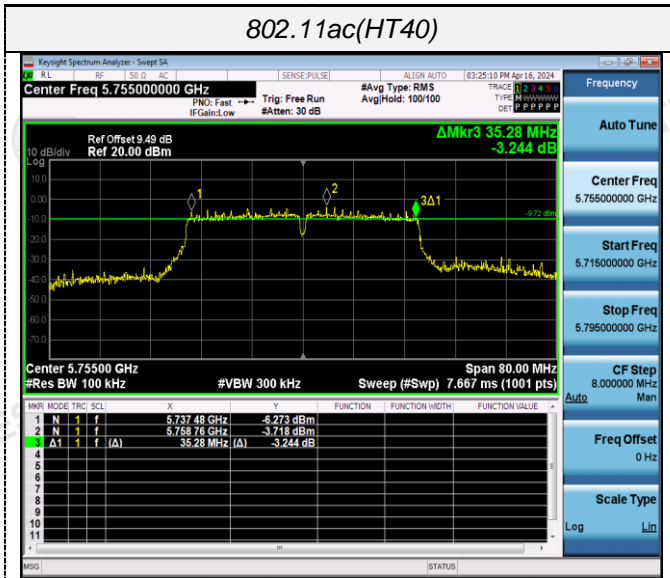 802.11ac(HT40)
Keysight Spectrum Analyzer - Swept SA
RL RF 50 Ω AC SENSE:PULSE ALIGN AUTO 03:25:10 PM Apr 16, 2024
Center Freq 5.755000000 GHz
PNO: Fast
IFGain:Low
Trig: Free Run
#Atten: 30 dB
#Avg Type: RMS
Avg|Hold: 100/100
TRACE 1 2 3 4 5 6
TYPE M WWWWW
DET P P P P P P
Ref Offset 9.49 dB
10 dB/div Ref 20.00 dBm
Log
ΔMkr3 35.28 MHz
-3.244 dB
10.0
0.00
-10.0
-20.0
-30.0
-40.0
-50.0
-60.0
-70.0
1
2
3Δ1
-9.72 dBm
Center 5.75500 GHz Span 80.00 MHz
#Res BW 100 kHz #VBW 300 kHz Sweep (#Swp) 7.667 ms (1001 pts)
MKR MODE TRC SCL X Y FUNCTION FUNCTION WIDTH FUNCTION VALUE
1 N 1 f 5.737 48 GHz -6.273 dBm
2 N 1 f 5.758 76 GHz -3.718 dBm
3 Δ1 1 f (Δ) 35.28 MHz (Δ) -3.244 dB
4
5
6
7
8
9
10
11
MSG STATUS
Frequency
Auto Tune
Center Freq
5.755000000 GHz
Start Freq
5.715000000 GHz
Stop Freq
5.795000000 GHz
CF Step
8.000000 MHz
Auto Man
Freq Offset
0 Hz
Scale Type
Log Lin